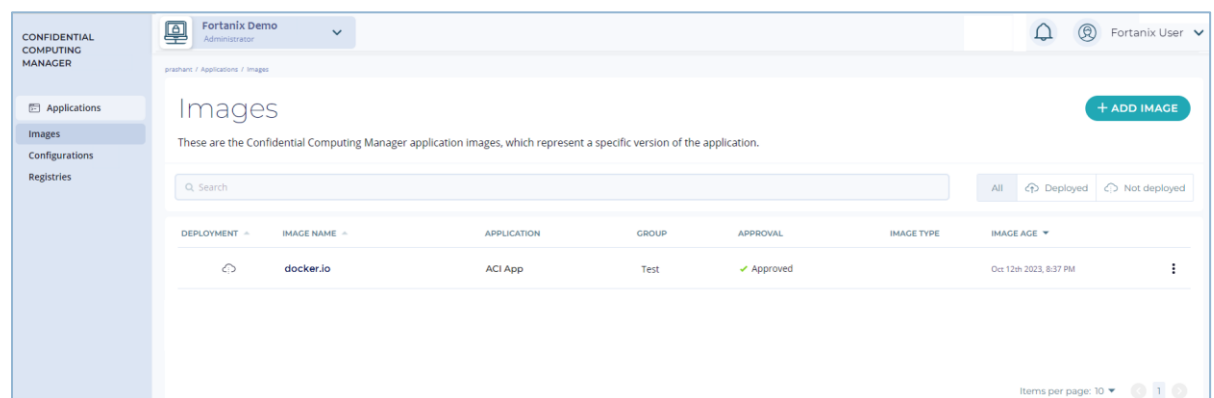 CONFIDENTIAL
COMPUTING
MANAGER
Applications
Images
Configurations
Registries
Fortanix Demo
Administrator
Fortanix User
prashant / Applications / Images
Images
+ ADD IMAGE
These are the Confidential Computing Manager application images, which represent a specific version of the application.
Search
All Deployed Not deployed
DEPLOYMENT IMAGE NAME APPLICATION GROUP APPROVAL IMAGE TYPE IMAGE AGE
docker.io ACI App Test Approved Oct 12th 2023, 8:37 PM
Items per page: 10 1